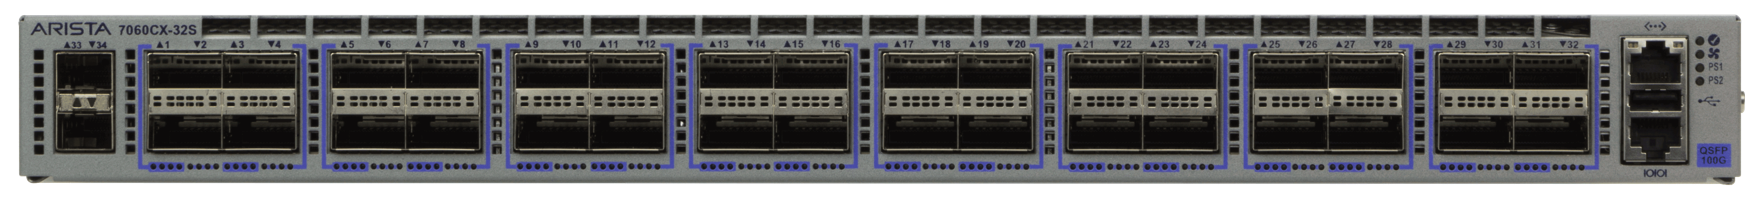 ARISTA 7060CX-32S
▲33 ▼34 ▲1 ▼2 ▲3 ▼4 ▲5 ▼6 ▲7 ▼8 ▲9 ▼10 ▲11 ▼12 ▲13 ▼14 ▲15 ▼16 ▲17 ▼18 ▲19 ▼20 ▲21 ▼22 ▲23 ▼24 ▲25 ▼26 ▲27 ▼28 ▲29 ▼30 ▲31 ▼32
PS1
PS2
QSFP
100G
IOIOI